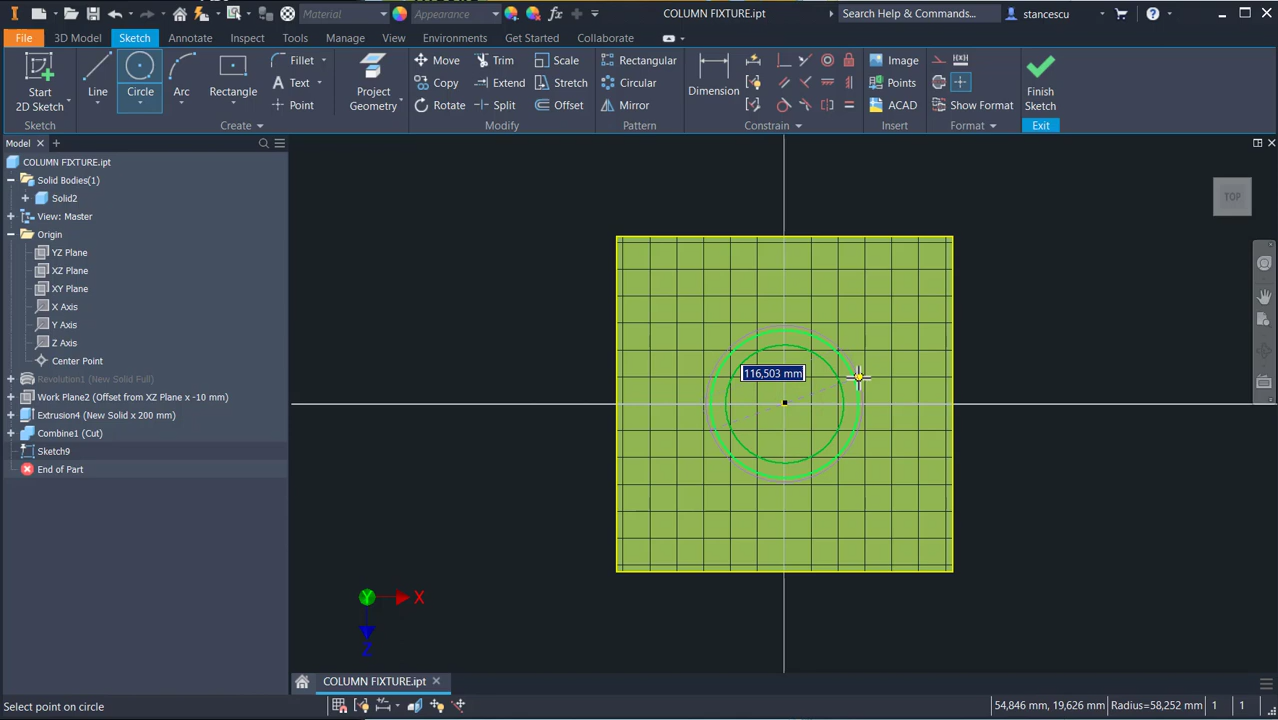 Material
Appearance
COLUMN FIXTURE.ipt
Search Help & Commands...
stancescu
File
3D Model
Sketch
Annotate
Inspect
Tools
Manage
View
Environments
Get Started
Collaborate
Start
2D Sketch
Line
Circle
Arc
Rectangle
Fillet
Text
Point
Project
Geometry
Move
Copy
Rotate
Trim
Extend
Split
Scale
Stretch
Offset
Rectangular
Circular
Mirror
Dimension
Image
Points
ACAD
Show Format
Finish
Sketch
Sketch
Create
Modify
Pattern
Constrain
Insert
Format
Exit
Model
COLUMN FIXTURE.ipt
Solid Bodies(1)
Solid2
View: Master
Origin
YZ Plane
XZ Plane
XY Plane
X Axis
Y Axis
Z Axis
Center Point
Revolution1 (New Solid Full)
Work Plane2 (Offset from XZ Plane x -10 mm)
Extrusion4 (New Solid x 200 mm)
Combine1 (Cut)
Sketch9
End of Part
TOP
116,503 mm
Y
X
Z
COLUMN FIXTURE.ipt
Select point on circle
54,846 mm, 19,626 mm
Radius=58,252 mm
1
1